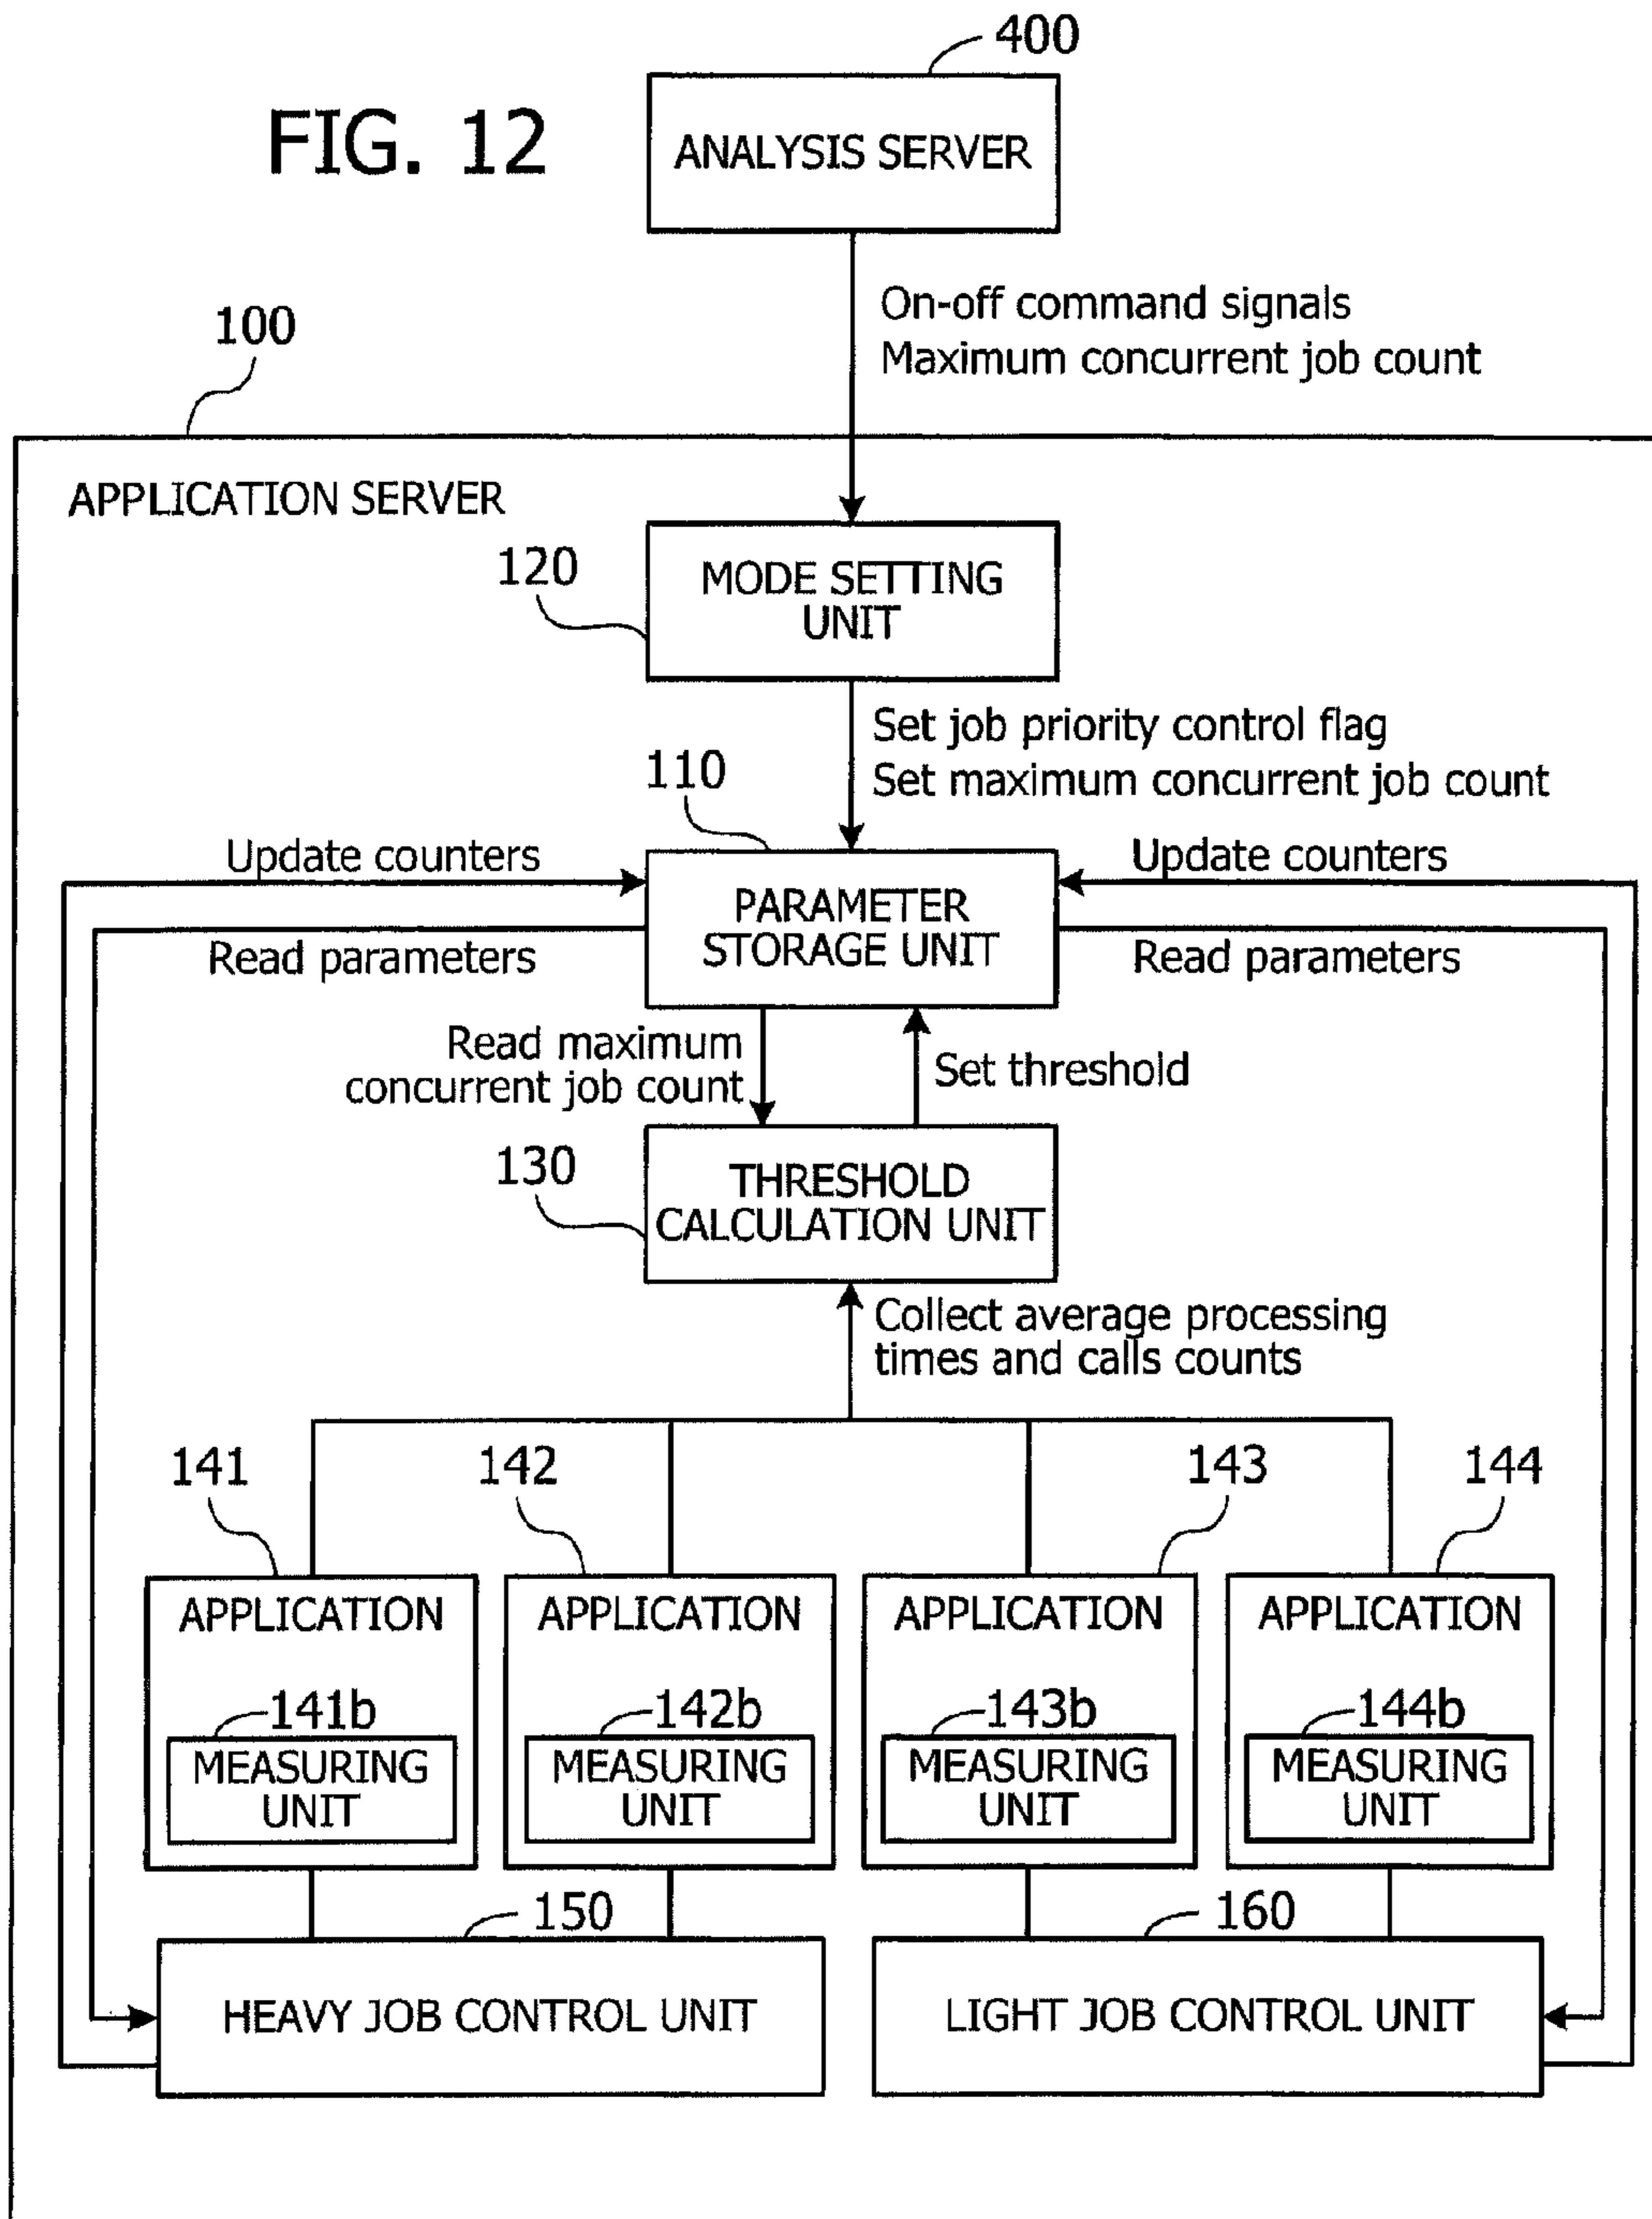 400
FIG. 12
ANALYSIS SERVER
On-off command signals
Maximum concurrent job count
100
APPLICATION SERVER
120
MODE SETTING
UNIT
Set job priority control flag
Set maximum concurrent job count
110
Update counters
Update counters
PARAMETER
STORAGE UNIT
Read parameters
Read parameters
Read maximum
concurrent job count
Set threshold
130
THRESHOLD
CALCULATION UNIT
Collect average processing
times and calls counts
141
142
143
144
APPLICATION
APPLICATION
APPLICATION
APPLICATION
141b
142b
143b
144b
MEASURING
UNIT
MEASURING
UNIT
MEASURING
UNIT
MEASURING
UNIT
150
160
HEAVY JOB CONTROL UNIT
LIGHT JOB CONTROL UNIT